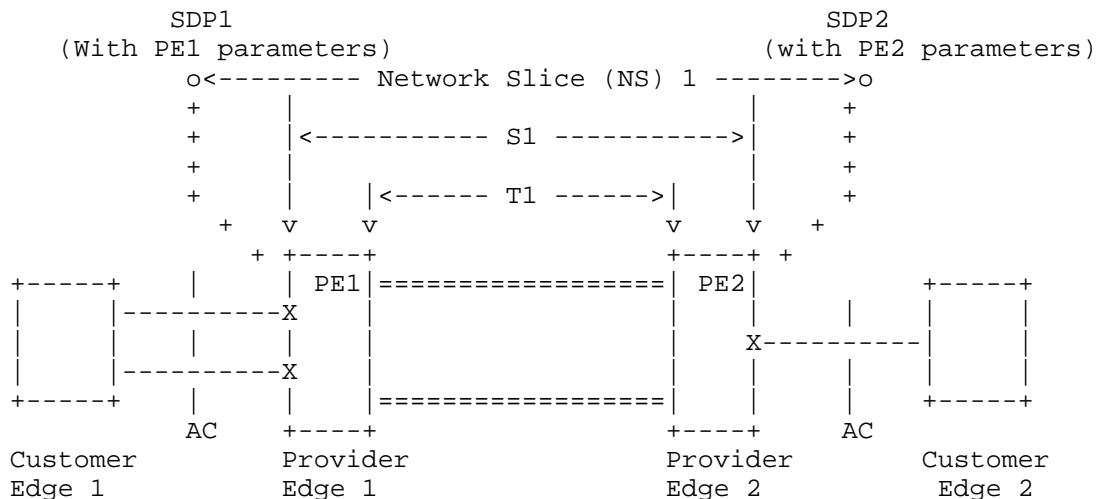 SDP1 SDP2
(With PE1 parameters) (with PE2 parameters)
o<--------- Network Slice (NS) 1 -------->o
+ | | +
+ |<----------- S1 ----------->| +
+ | | +
+ | |<------ T1 ------>| | +
+ v v v v +
+ +----+ +----+ +
+-----+ | | PE1|==================| PE2| +-----+
| |----------X | | | | | |
| | | | | | X----------| |
| |----------X | | | | | |
+-----+ | | |==================| | | +-----+
AC +----+ +----+ AC
Customer Provider Provider Customer
Edge 1 Edge 1 Edge 2 Edge 2